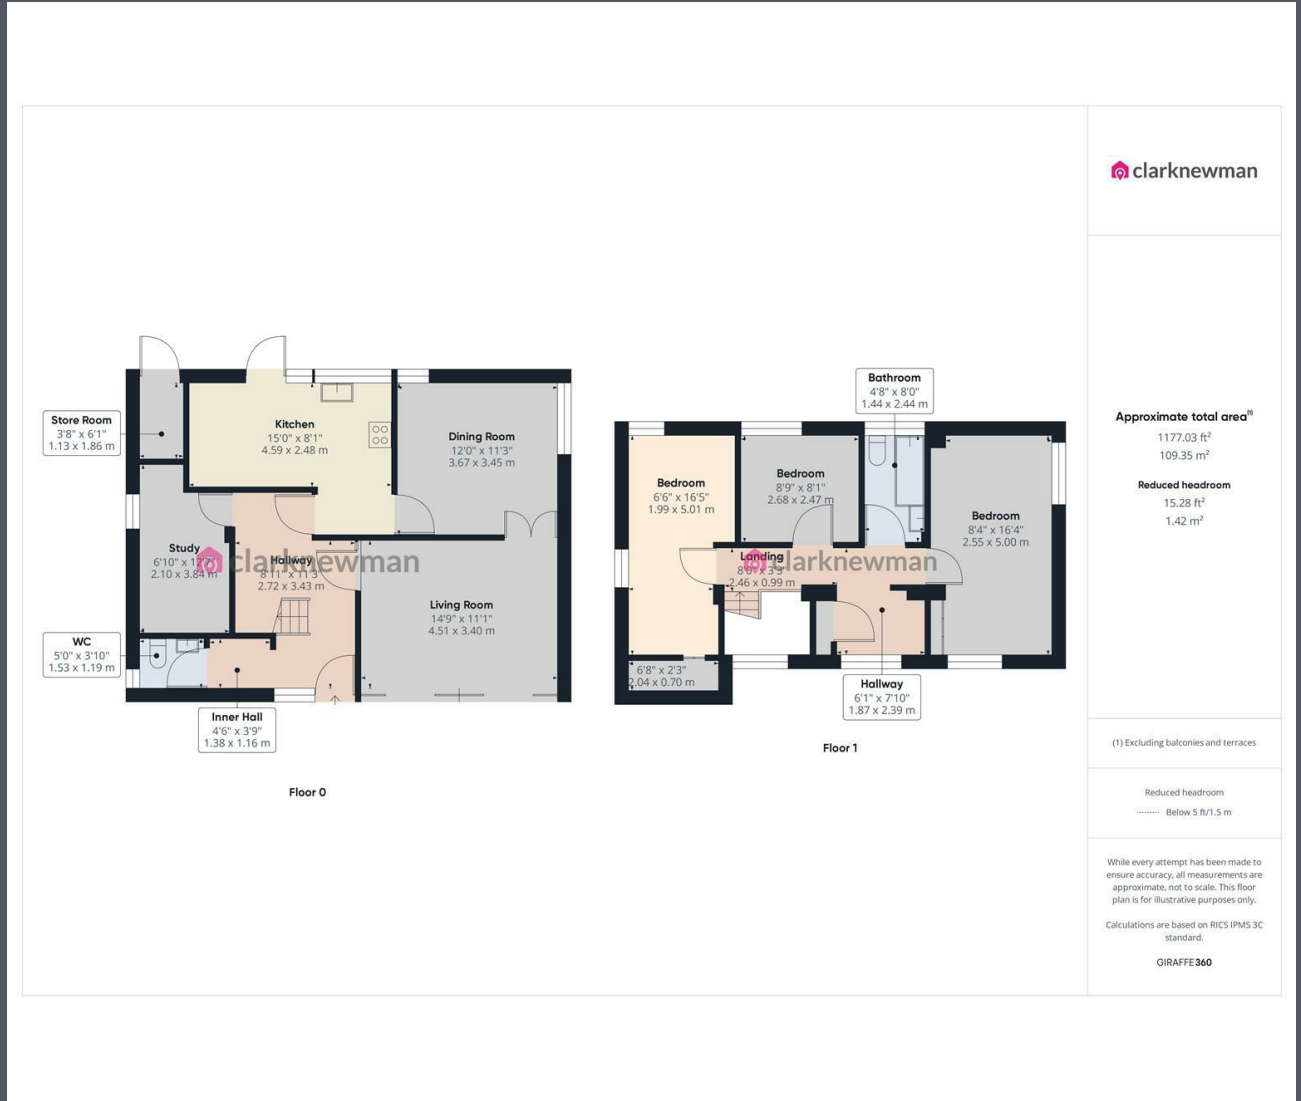 clarknewman
Store Room
3'8" x 6'1"
1.13 x 1.86 m
Kitchen
15'0" x 8'1"
4.59 x 2.48 m
Dining Room
12'0" x 11'3"
3.67 x 3.45 m
Study
6'10" x
2.10 x 3.84 m
clarknewman
Hallway
8'11" x 11'3"
2.72 x 3.43 m
Living Room
14'9" x 11'1"
4.51 x 3.40 m
WC
5'0" x 3'10"
1.53 x 1.19 m
Inner Hall
4'6" x 3'9"
1.38 x 1.16 m
Floor 0
Bathroom
4'8" x 8'0"
1.44 x 2.44 m
Bedroom
6'6" x 16'5"
1.99 x 5.01 m
Bedroom
8'9" x 8'1"
2.68 x 2.47 m
Bedroom
8'4" x 16'4"
2.55 x 5.00 m
Landing
8'0" x 3'3"
2.46 x 0.99 m
clarknewman
6'8" x 2'3"
2.04 x 0.70 m
Hallway
6'1" x 7'10"
1.87 x 2.39 m
Floor 1
Approximate total area(1)
1177.03 ft²
109.35 m²
Reduced headroom
15.28 ft²
1.42 m²
(1) Excluding balconies and terraces
Reduced headroom
Below 5 ft/1.5 m
While every attempt has been made to
ensure accuracy, all measurements are
approximate, not to scale. This floor
plan is for illustrative purposes only.
Calculations are based on RICS IPMS 3C
standard.
GIRAFFE360